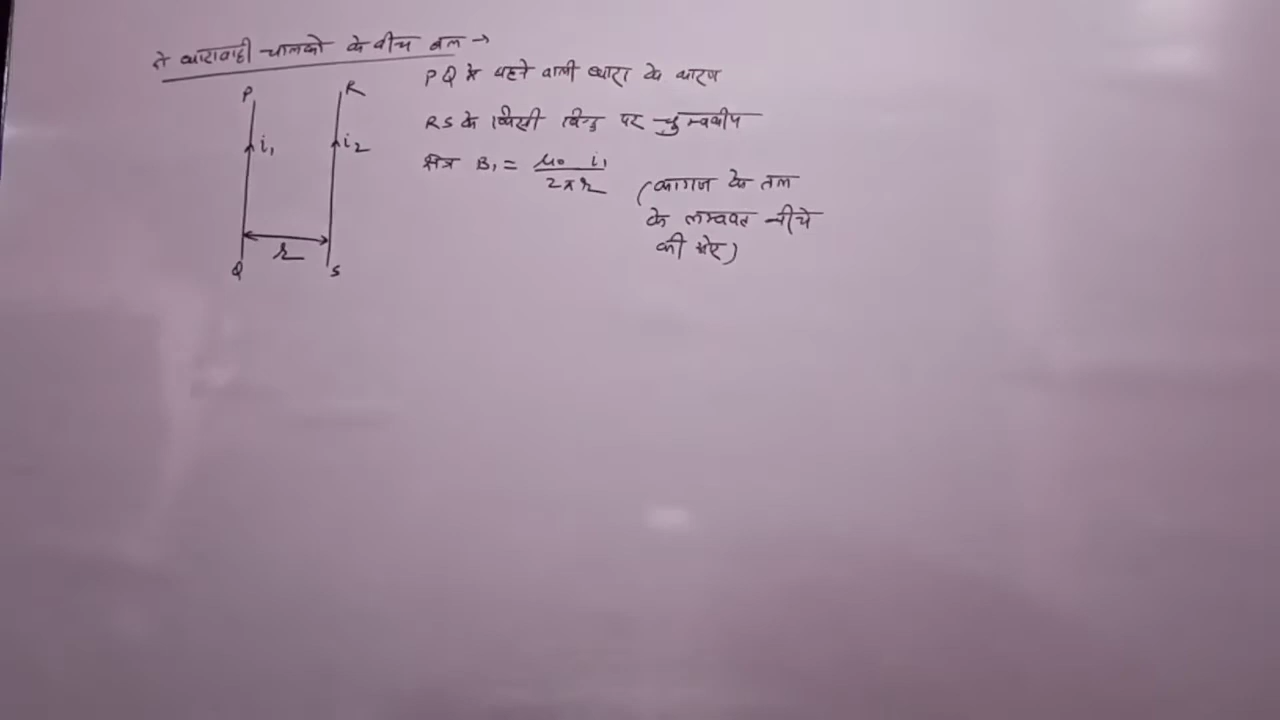 दो धारावाही चालको के बीच बल →
P
R
PQ में बहने वाली धारा के कारण
RS के किसी बिन्दु पर चुम्बकीय
i₁
i₂
क्षेत्र B₁ = μ₀ i₁ / 2πr
(कागज के तल
के लम्बवत नीचे
की ओर)
r
Q
S